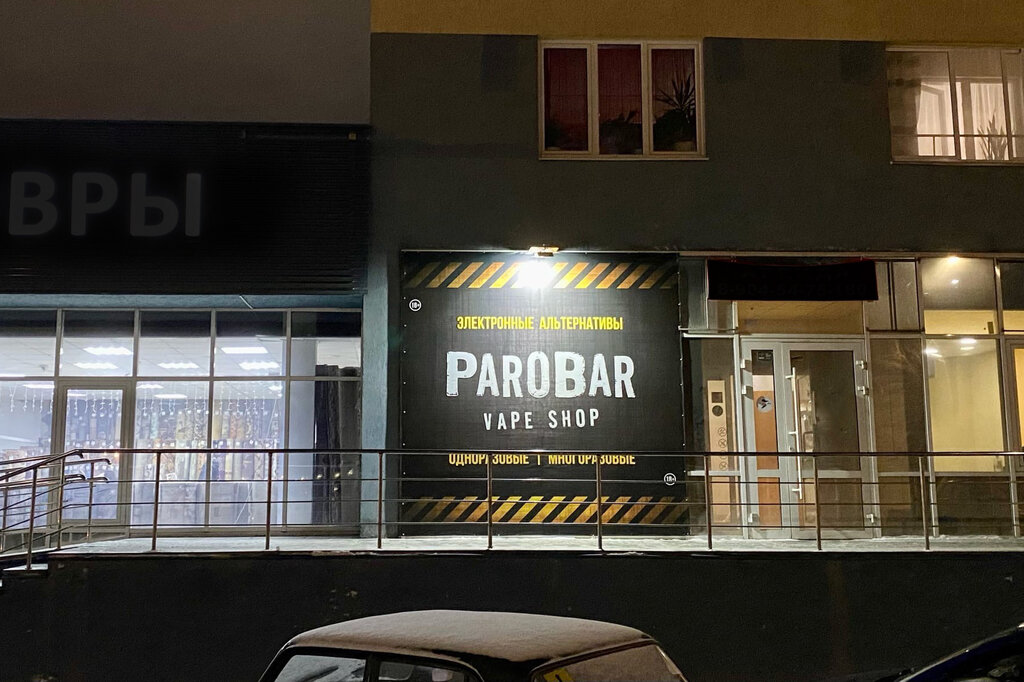 ВРЫ
18+
ЭЛЕКТРОННЫЕ АЛЬТЕРНАТИВЫ
PAROBAR
VAPE SHOP
ОДНОРАЗОВЫЕ | МНОГОРАЗОВЫЕ
18+